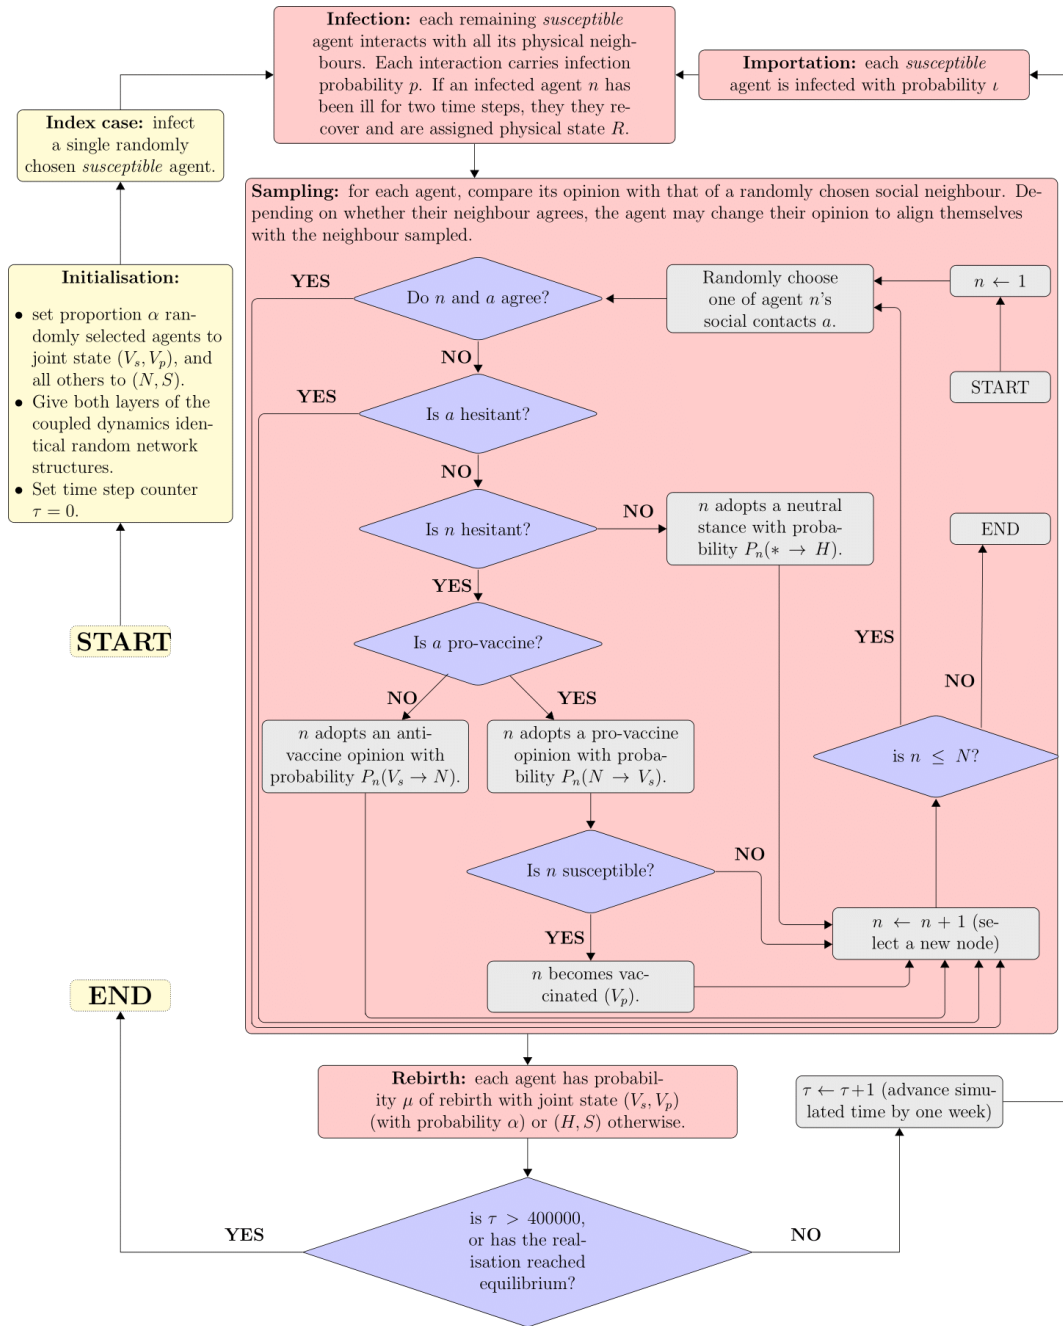 Infection: each remaining susceptible
agent interacts with all its physical neigh-
bours. Each interaction carries infection
probability p. If an infected agent n has
been ill for two time steps, they they re-
cover and are assigned physical state R.
Importation: each susceptible
agent is infected with probability ι
Index case: infect
a single randomly
chosen susceptible agent.
Initialisation:
• set proportion α ran-
domly selected agents to
joint state (V_s, V_p), and
all others to (N, S).
• Give both layers of the
coupled dynamics iden-
tical random network
structures.
• Set time step counter
τ = 0.
START
Sampling: for each agent, compare its opinion with that of a randomly chosen social neighbour. De-
pending on whether their neighbour agrees, the agent may change their opinion to align themselves
with the neighbour sampled.
YES
Do n and a agree?
Randomly choose
one of agent n's
social contacts a.
n ← 1
START
NO
YES
Is a hesitant?
NO
Is n hesitant?
NO
n adopts a neutral
stance with proba-
bility P_n(* → H).
END
YES
Is a pro-vaccine?
YES
NO
NO
YES
n adopts an anti-
vaccine opinion with
probability P_n(V_s → N).
n adopts a pro-vaccine
opinion with proba-
bility P_n(N → V_s).
is n ≤ N?
Is n susceptible?
NO
YES
n ← n + 1 (se-
lect a new node)
n becomes vac-
cinated (V_p).
END
Rebirth: each agent has probabil-
ity μ of rebirth with joint state (V_s, V_p)
(with probability α) or (H, S) otherwise.
τ ← τ+1 (advance simu-
lated time by one week)
YES
is τ > 400000,
or has the real-
isation reached
equilibrium?
NO